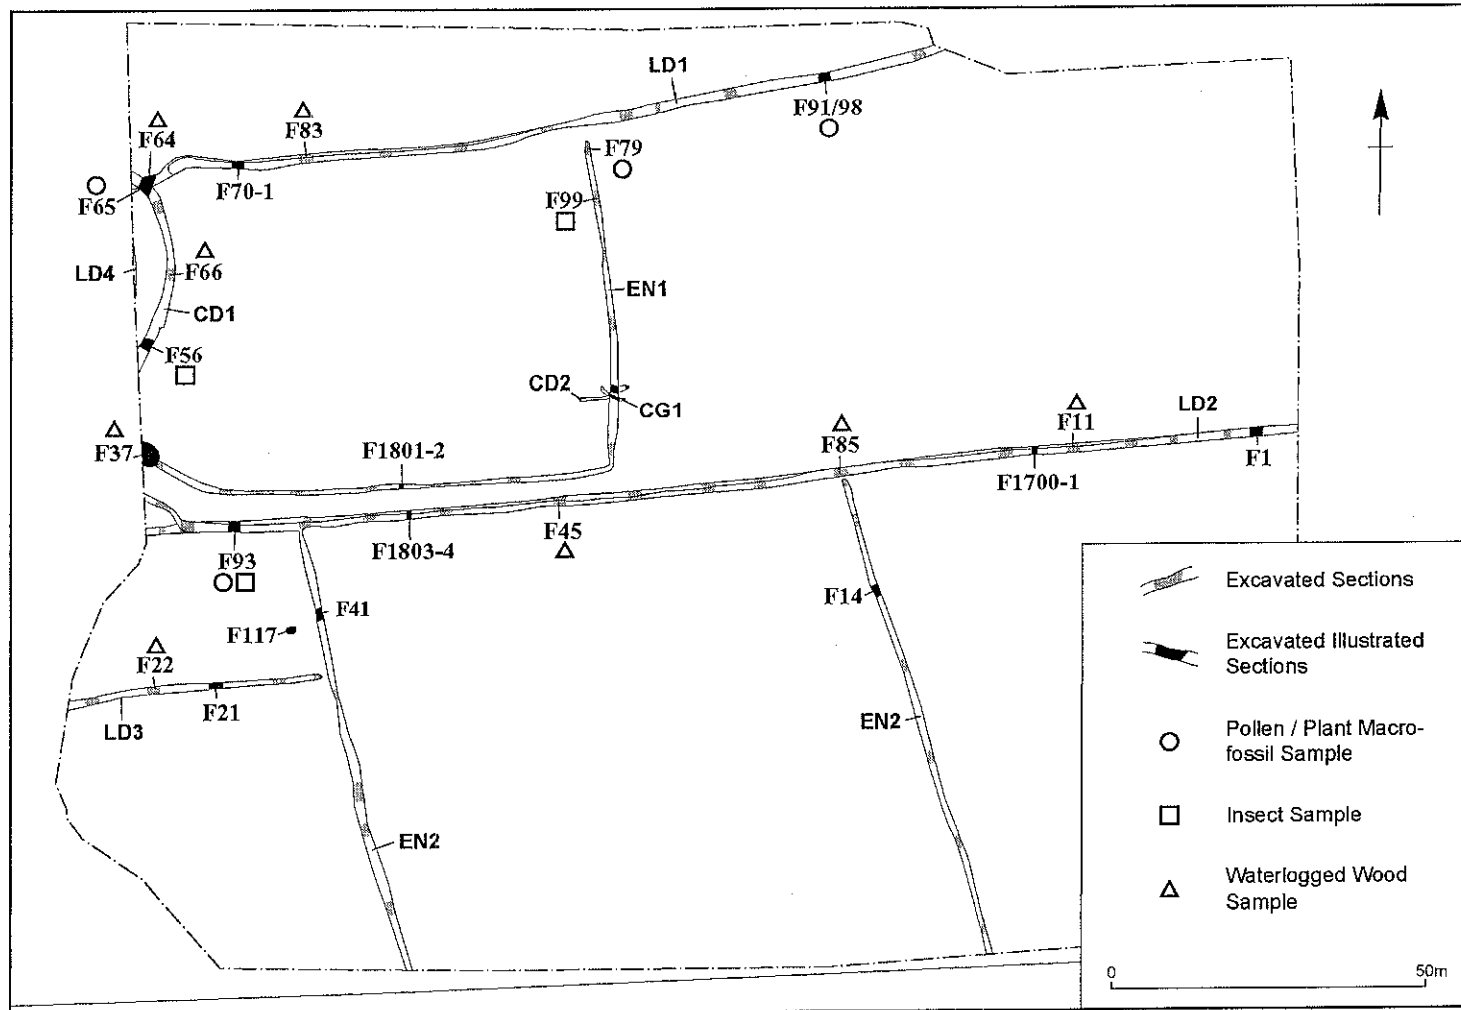 LD1
F91/98
F64
F83
F79
F70-1
F65
F99
F66
LD4
EN1
CD1
F56
CD2
CG1
F11
LD2
F37
F1801-2
F85
F1
F1700-1
F45
F93
F1803-4
F41
F14
F117
F22
F21
LD3
EN2
EN2
Excavated Sections
Excavated Illustrated
Sections
Pollen / Plant Macro-
fossil Sample
Insect Sample
Waterlogged Wood
Sample
0 50m